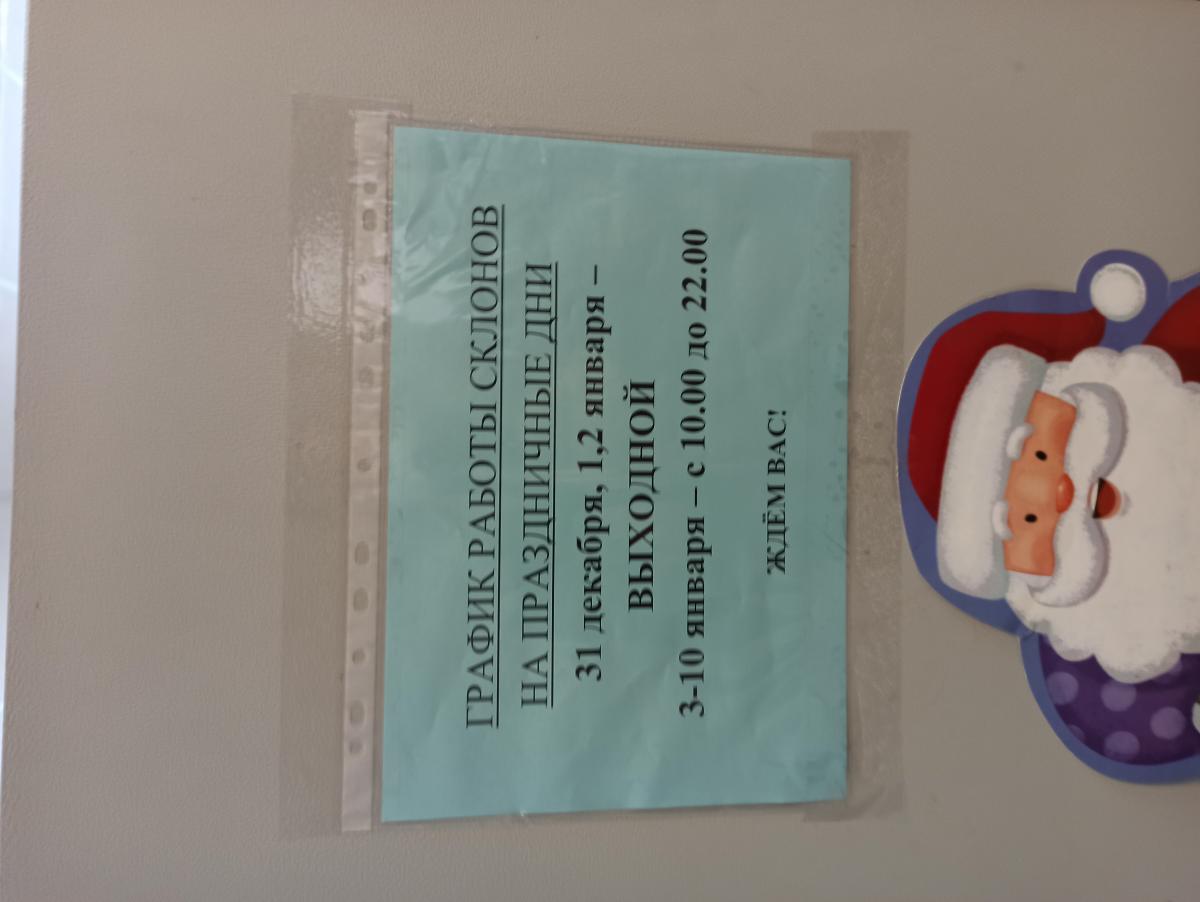 ГРАФИК РАБОТЫ СКЛОНОВ
НА ПРАЗДНИЧНЫЕ ДНИ
31 декабря, 1,2 января –
ВЫХОДНОЙ
3-10 января – с 10.00 до 22.00
ЖДЁМ ВАС!